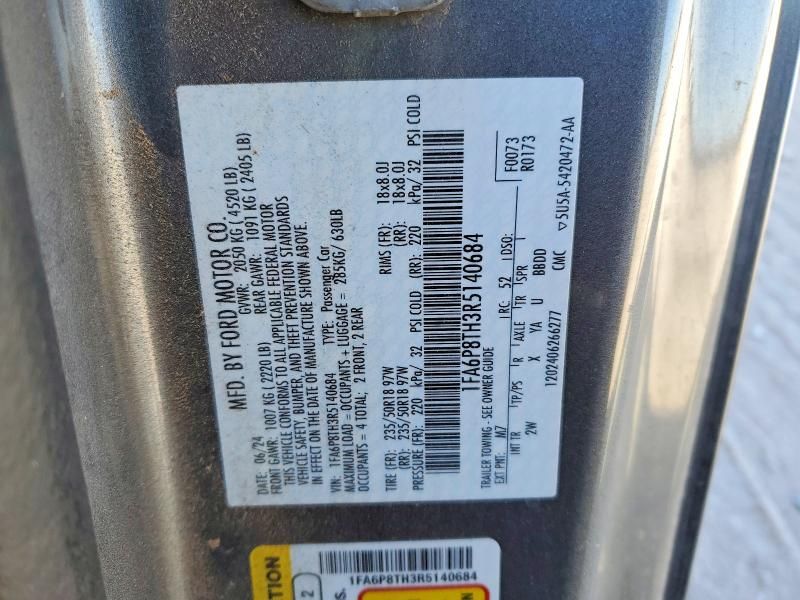 MFD. BY FORD MOTOR CO.
DATE: 06/24 GVWR: 2050 KG ( 4520 LB)
FRONT GAWR: 1007 KG ( 2220LB) REAR GAWR: 1091 KG ( 2405 LB)
THIS VEHICLE CONFORMS TO ALL APPLICABLE FEDERAL MOTOR
VEHICLE SAFETY, BUMPER, AND THEFT PREVENTION STANDARDS
IN EFFECT ON THE DATE OF MANUFACTURE SHOWN ABOVE.
VIN: 1FA6P8TH3R5140684 TYPE: Passenger Car
MAXIMUM LOAD = OCCUPANTS + LUGGAGE = 285KG/ 630LB
OCCUPANTS = 4 TOTAL; 2 FRONT, 2 REAR
TIRE (FR): 235/50R18 97W RIMS (FR): 18x8.0J
(RR): 235/50R18 97W (RR): 18x8.0J
PRESSURE (FR): 220 kPa/ 32 PSI COLD (RR): 220 kPa/ 32 PSI COLD
1FA6P8TH3R5140684
TRAILER TOWING - SEE OWNER GUIDE
EXT PNT: M7 RC: 52 DSO: F0073
R0173
INT TR TP/PS R AXLE TR SPR
2W X YA U BBDD
1202406266277 CMC ▽5U5A-5420472-AA
1FA6P8TH3R5140684